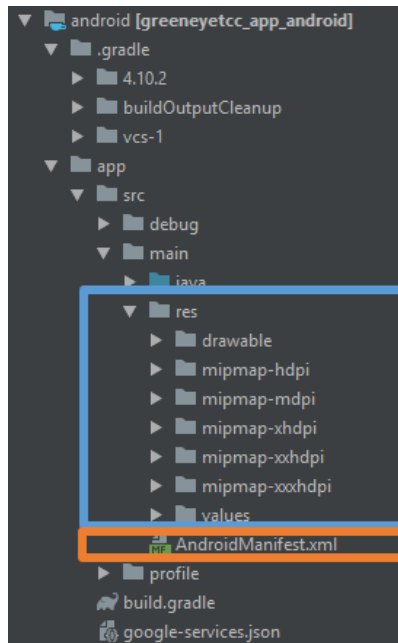 android [greeneyetcc_app_android]
.gradle
4.10.2
buildOutputCleanup
vcs-1
app
src
debug
main
java
res
drawable
mipmap-hdpi
mipmap-mdpi
mipmap-xhdpi
mipmap-xxhdpi
mipmap-xxxhdpi
values
MF AndroidManifest.xml
profile
build.gradle
google-services.json